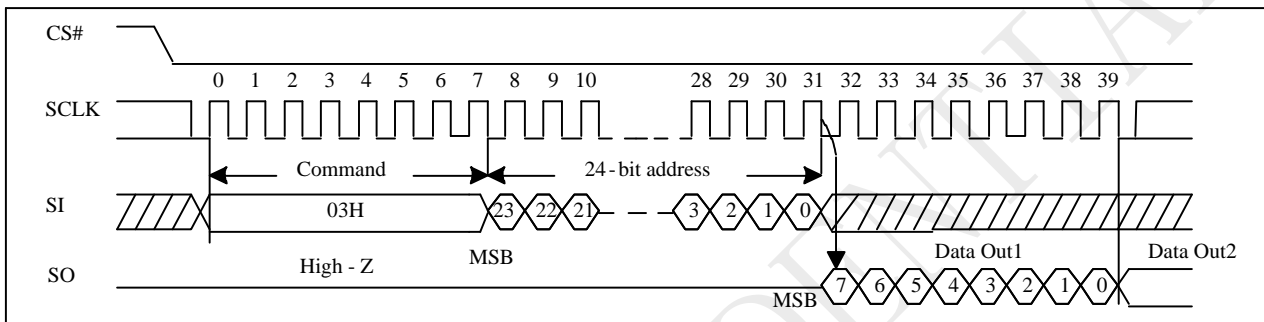 CS#
0 1 2 3 4 5 6 7 8 9 10 28 29 30 31 32 33 34 35 36 37 38 39
SCLK
Command 24-bit address
SI 03H 23 22 21 3 2 1 0
MSB Data Out1 Data Out2
High - Z
SO MSB 7 6 5 4 3 2 1 0